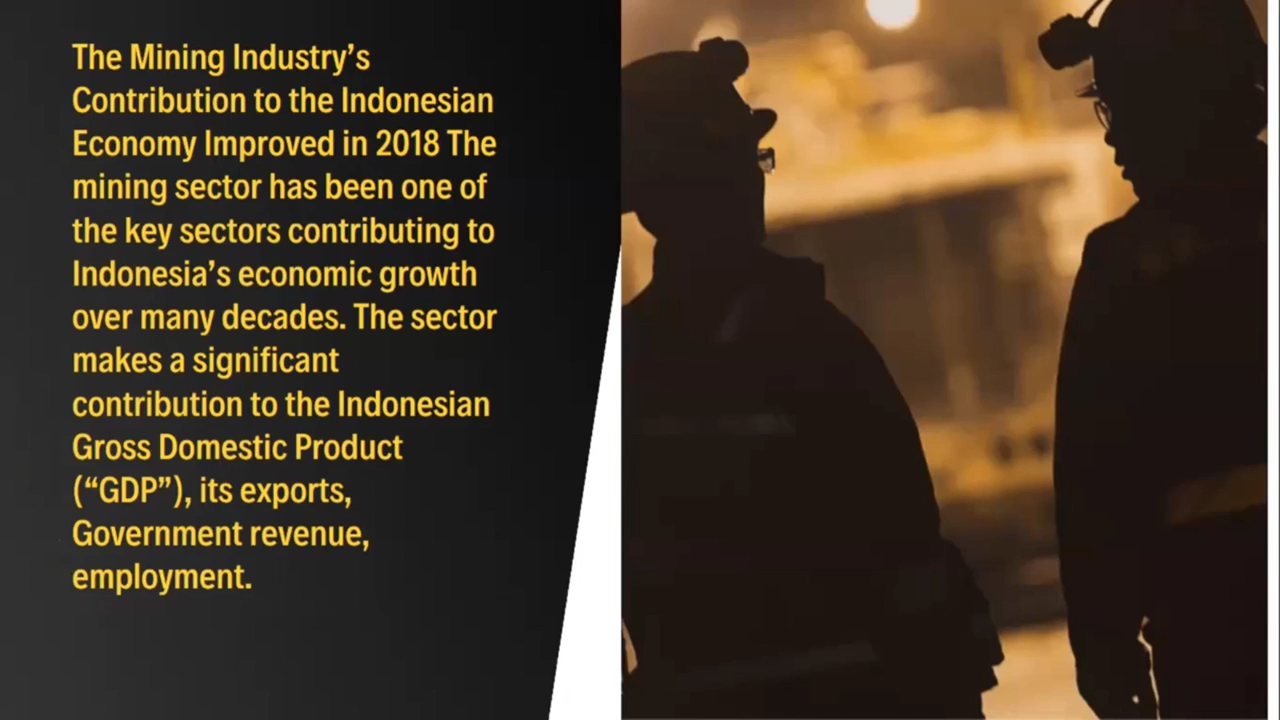 The Mining Industry’s
Contribution to the Indonesian
Economy Improved in 2018 The
mining sector has been one of
the key sectors contributing to
Indonesia’s economic growth
over many decades. The sector
makes a significant
contribution to the Indonesian
Gross Domestic Product
(“GDP”), its exports,
Government revenue,
employment.